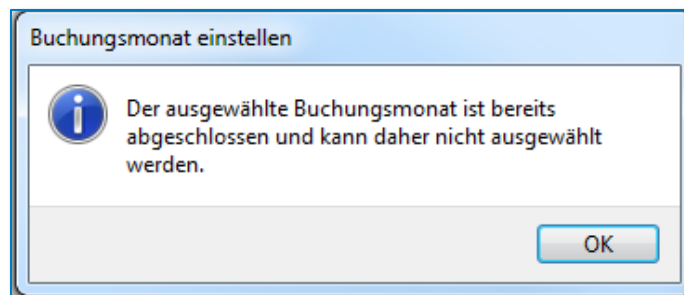 Buchungsmonat einstellen
Der ausgewählte Buchungsmonat ist bereits
abgeschlossen und kann daher nicht ausgewählt
werden.
OK